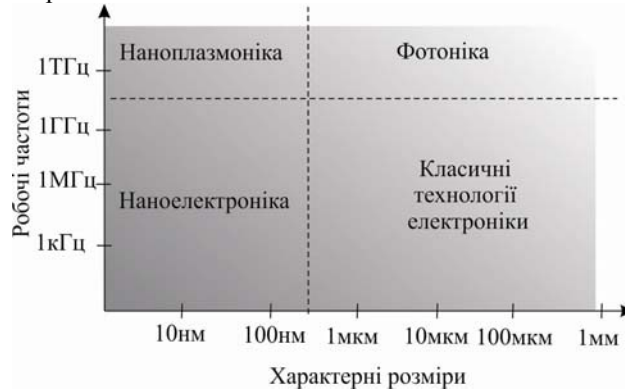 Наноплазмоніка Фотоніка
1ТГц
1ГГц
Класичні
1МГц
технології
Наноелектроніка
електроніки
1кГц
Робочі частоти
10нм 100нм 1мкм 10мкм 100мкм 1мм
Характерні розміри